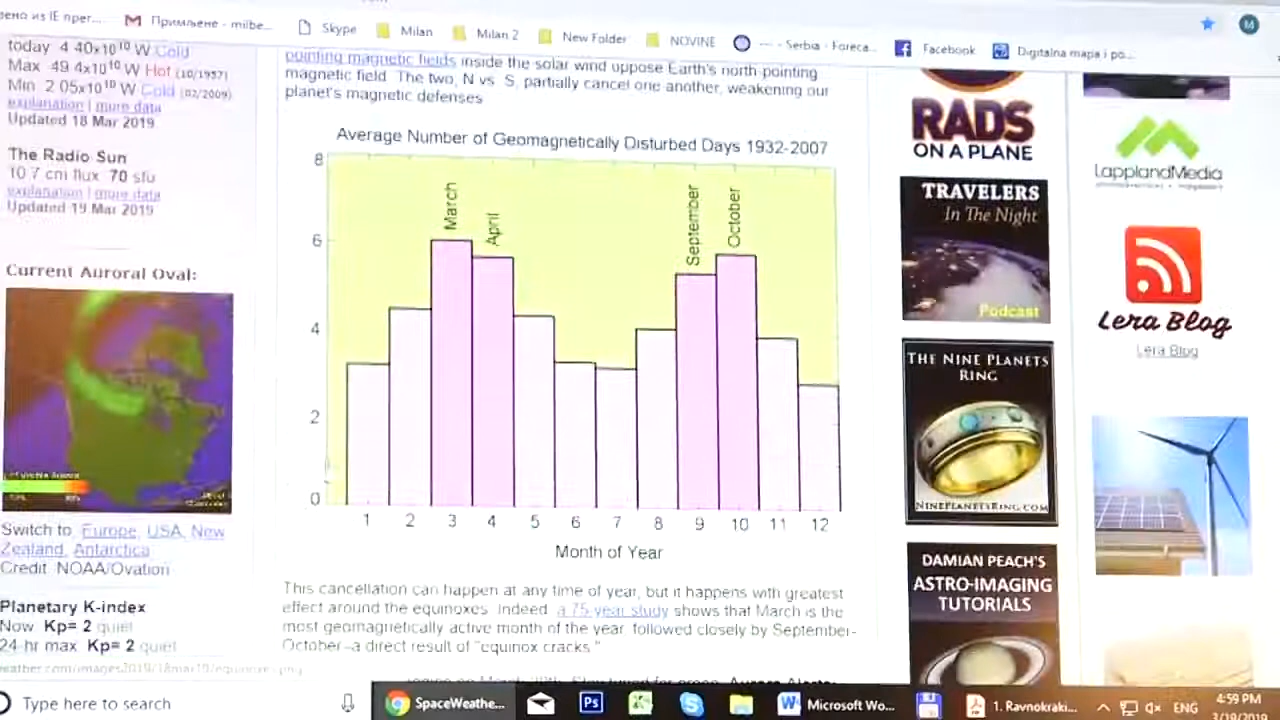 Примљене - milbe...
Skype
Milan
Milan 2
New Folder
NOVINE
Serbia - Foreca...
Facebook
Digitalna mapa i po...
today 4 40x10¹⁰ W Cold
Max 49 4x10¹⁰ W Hot (10/1957)
Min 2 05x10¹⁰ W Cold (02/2009)
explanation | more data
Updated 18 Mar 2019
The Radio Sun
10 7 cm flux 70 sfu
explanation | more data
Updated 19 Mar 2019
Current Auroral Oval:
Switch to Europe, USA, New
Zealand, Antarctica
Credit NOAA/Ovation
Planetary K-index
Now Kp= 2 quiet
24-hr max Kp= 2 quiet
pointing magnetic fields inside the solar wind oppose Earth's north-pointing
magnetic field. The two, N vs. S, partially cancel one another, weakening our
planet's magnetic defenses
Average Number of Geomagnetically Disturbed Days 1932-2007
8
6
4
2
0
March
April
September
October
1 2 3 4 5 6 7 8 9 10 11 12
Month of Year
This cancellation can happen at any time of year, but it happens with greatest
effect around the equinoxes Indeed, a 75-year study shows that March is the
most geomagnetically active month of the year, followed closely by September-
October–a direct result of "equinox cracks."
RADS
ON A PLANE
TRAVELERS
In The Night
Podcast
THE NINE PLANETS
RING
NINEPLANETSRING.COM
DAMIAN PEACH'S
ASTRO-IMAGING
TUTORIALS
LapplandMedia
Lera Blog
Lera Blog
Type here to search
SpaceWeathe...
Microsoft Wo...
1. Ravnokraki...
ENG
4:59 PM
3/19/2019